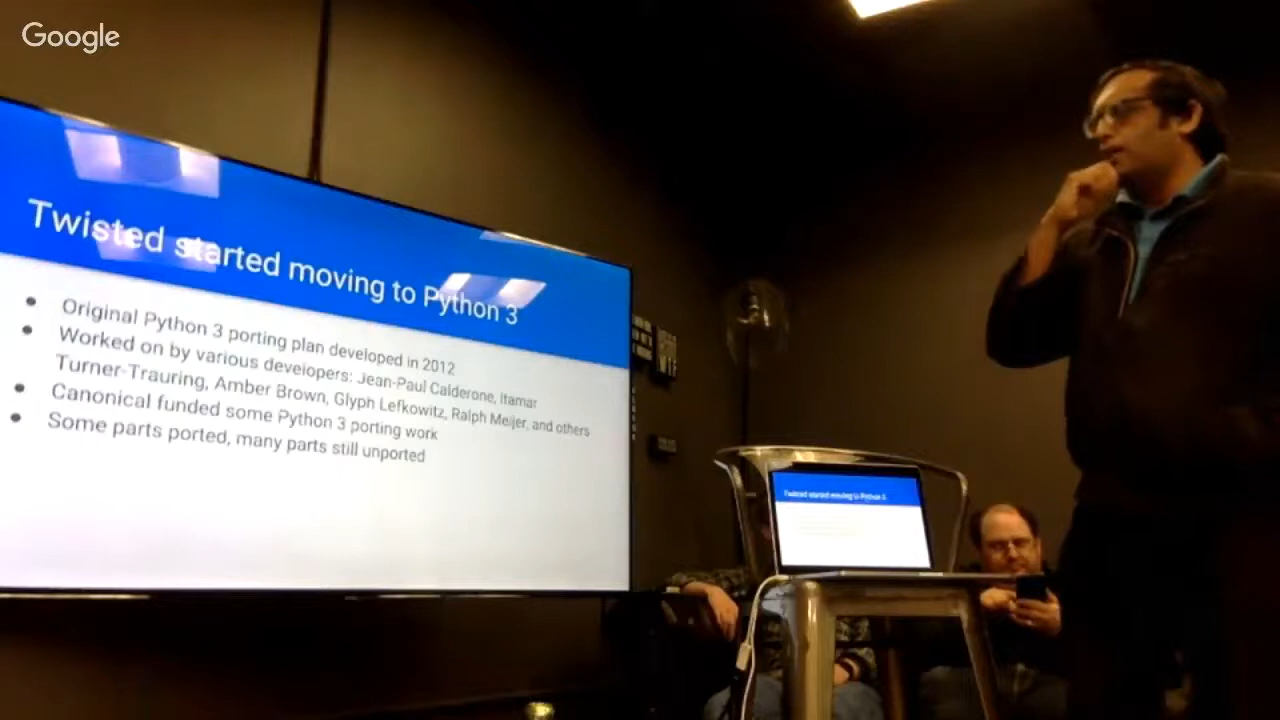 Google
Twisted started moving to Python 3
Original Python 3 porting plan developed in 2012
Worked on by various developers: Jean-Paul Calderone, Itamar
Turner-Trauring, Amber Brown, Glyph Lefkowitz, Ralph Meijer, and others
Canonical funded some Python 3 porting work
Some parts ported, many parts still unported
Twisted started moving to Python 3